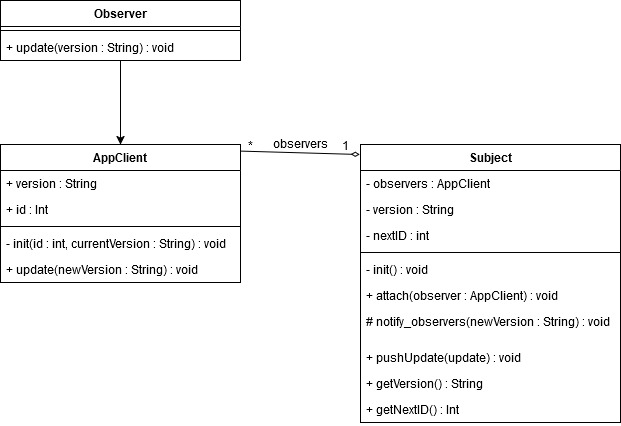 Observer
+ update(version : String) : void
* observers 1
AppClient
+ version : String
+ id : Int
- init(id : int, currentVersion : String) : void
+ update(newVersion : String) : void
Subject
- observers : AppClient
- version : String
- nextID : int
- init() : void
+ attach(observer : AppClient) : void
# notify_observers(newVersion : String) : void
+ pushUpdate(update) : void
+ getVersion() : String
+ getNextID() : Int